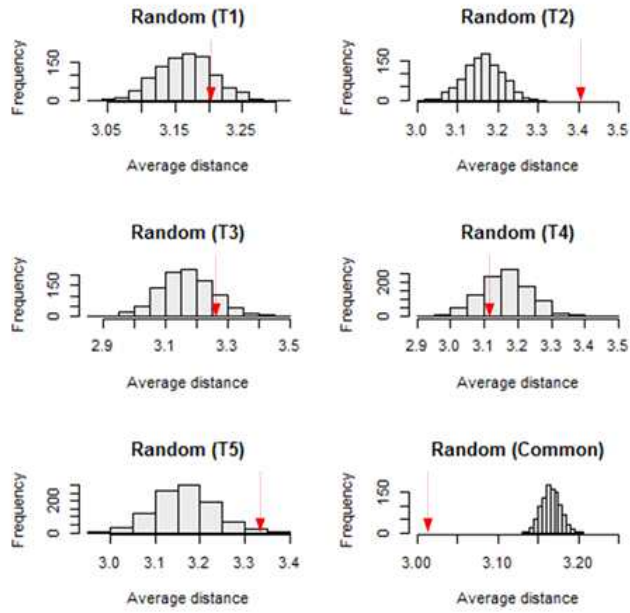 Random (T1)
Frequency
150
0
3.05 3.15 3.25
Average distance
Random (T2)
Frequency
150
0
3.0 3.1 3.2 3.3 3.4 3.5
Average distance
Random (T3)
Frequency
150
0
2.9 3.1 3.3 3.5
Average distance
Random (T4)
Frequency
200
0
2.9 3.0 3.1 3.2 3.3 3.5
Average distance
Random (T5)
Frequency
200
0
3.0 3.1 3.2 3.3 3.4
Average distance
Random (Common)
Frequency
150
0
3.00 3.10 3.20
Average distance